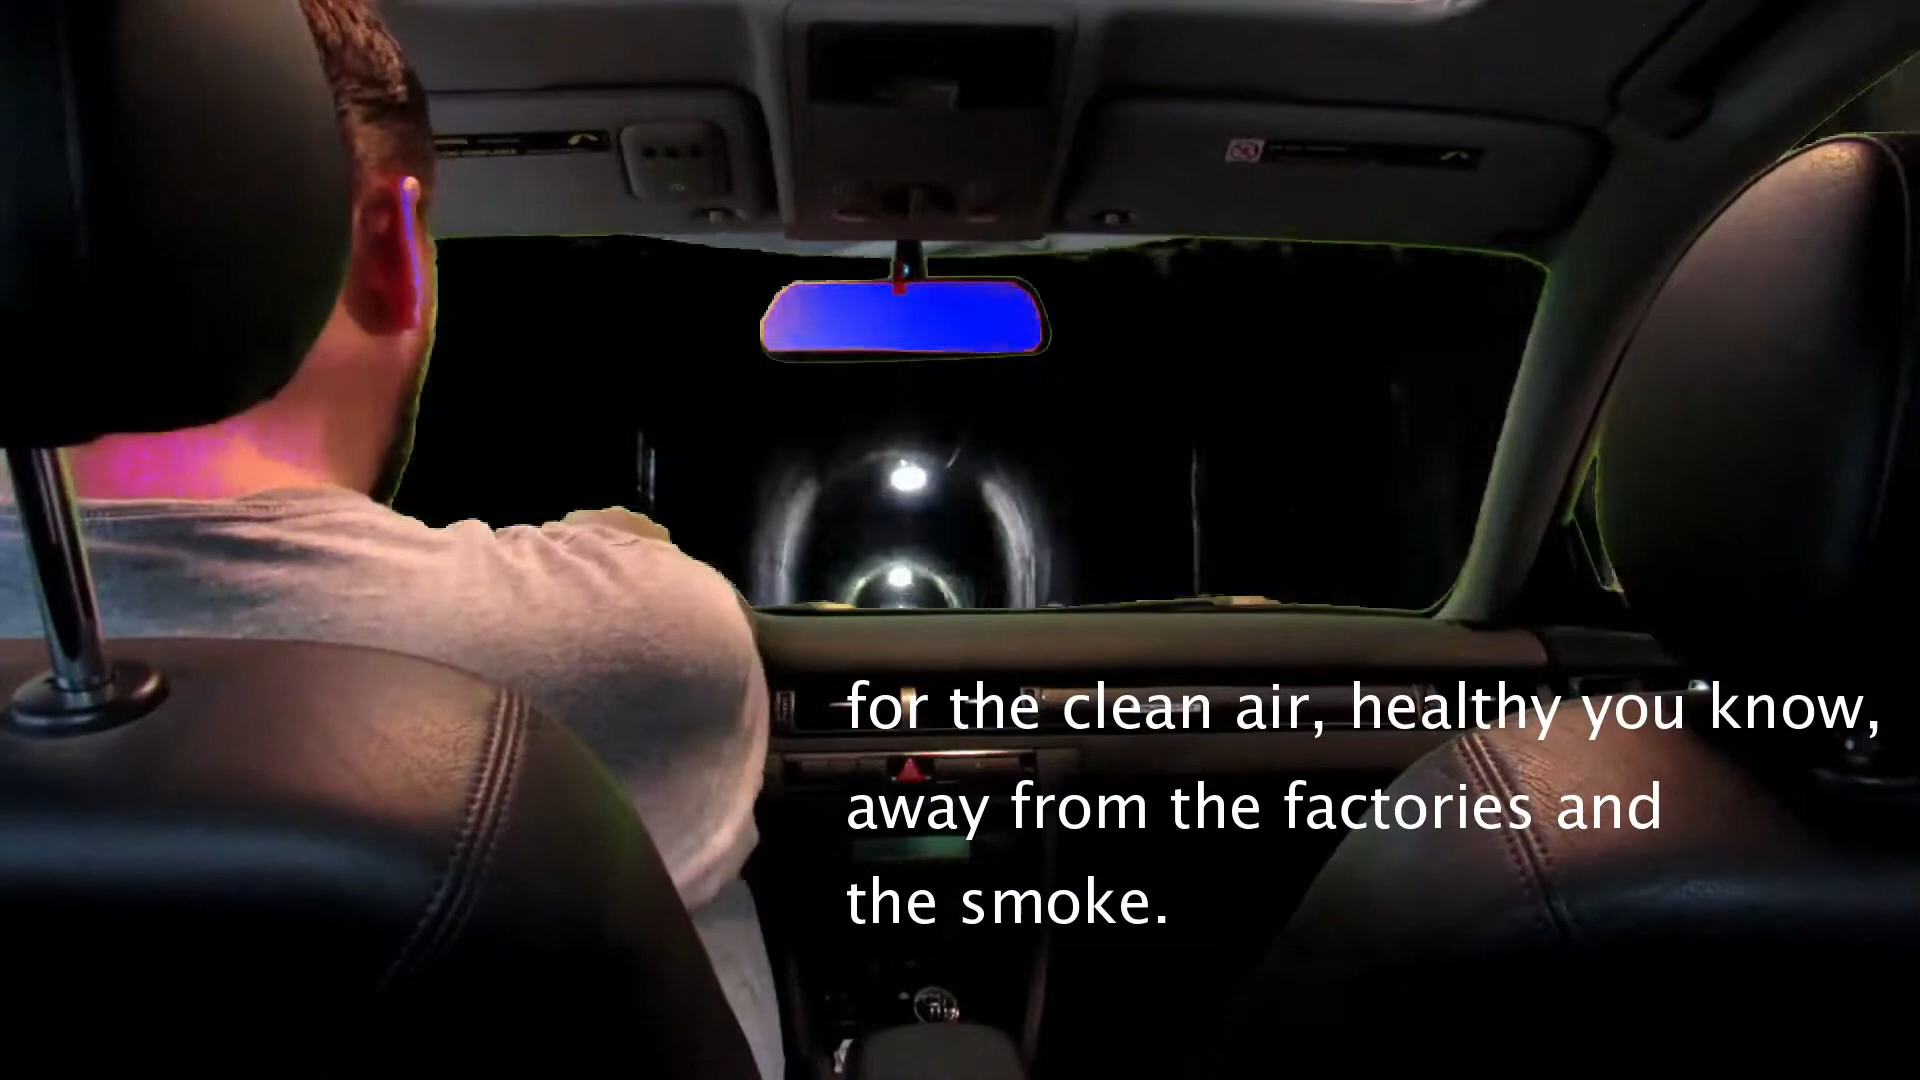 for the clean air, healthy you know,
away from the factories and
the smoke.